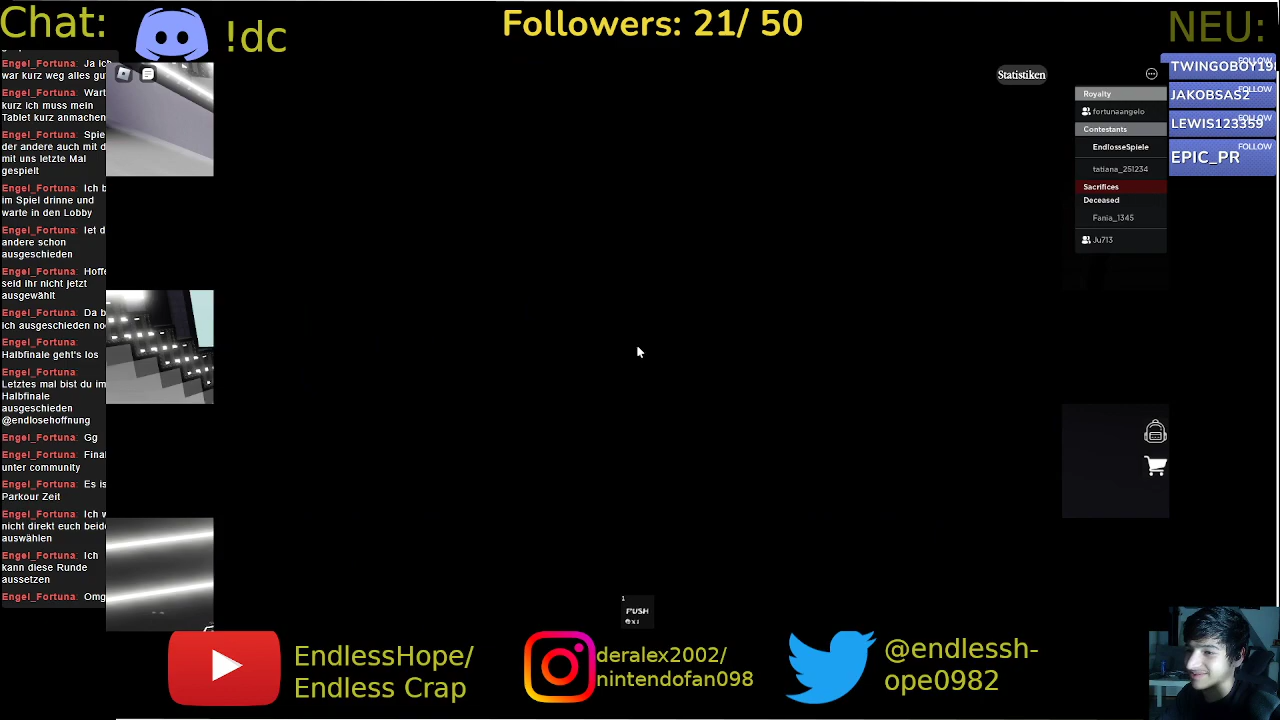 Chat:
!dc
Followers: 21/ 50
NEU:
Engel_Fortuna: Ja ich
war kurz weg alles gu
Engel_Fortuna: Wart
kurz ich muss mein
Tablet kurz anmachen
Engel_Fortuna: Spie
der andere auch mit d
mit uns letzte Mal
gespielt
Engel_Fortuna: Ich b
im Spiel drinne und
warte in den Lobby
Engel_Fortuna: Iet d
andere schon
ausgeschieden
Engel_Fortuna: Hoffe
seid Ihr nicht jetzt
ausgewählt
Engel_Fortuna: Da b
ich ausgeschieden no
Engel_Fortuna:
Halbfinale geht's los
Engel_Fortuna:
Letztes mal bist du im
Halbfinale
ausgeschieden
@endlosehoffnung
Engel_Fortuna: Gg
Engel_Fortuna: Final
unter community
Engel_Fortuna: Es is
Parkour Zeit
Engel_Fortuna: Ich w
nicht direkt euch beide
auswählen
Engel_Fortuna: Ich
kann diese Runde
aussetzen
Engel_Fortuna: Omg
Statistiken
Royalty
fortunaangelo
Contestants
EndlosseSpiele
tatiana_251234
Sacrifices
Deceased
Fania_1345
Ju713
FOLLOW
TWINGOBOY198
FOLLOW
JAKOBSAS2
FOLLOW
LEWIS123359
FOLLOW
EPIC_PR
1
PUSH
EndlessHope/
Endless Crap
deralex2002/
nintendofan098
@endlessh-
ope0982